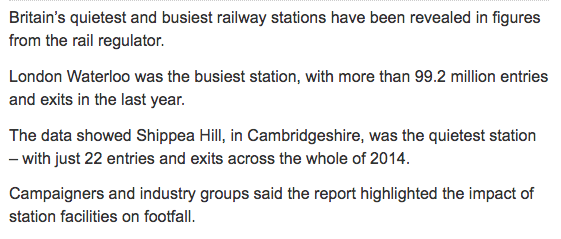 Britain’s quietest and busiest railway stations have been revealed in figures
from the rail regulator.
London Waterloo was the busiest station, with more than 99.2 million entries
and exits in the last year.
The data showed Shippea Hill, in Cambridgeshire, was the quietest station
– with just 22 entries and exits across the whole of 2014.
Campaigners and industry groups said the report highlighted the impact of
station facilities on footfall.